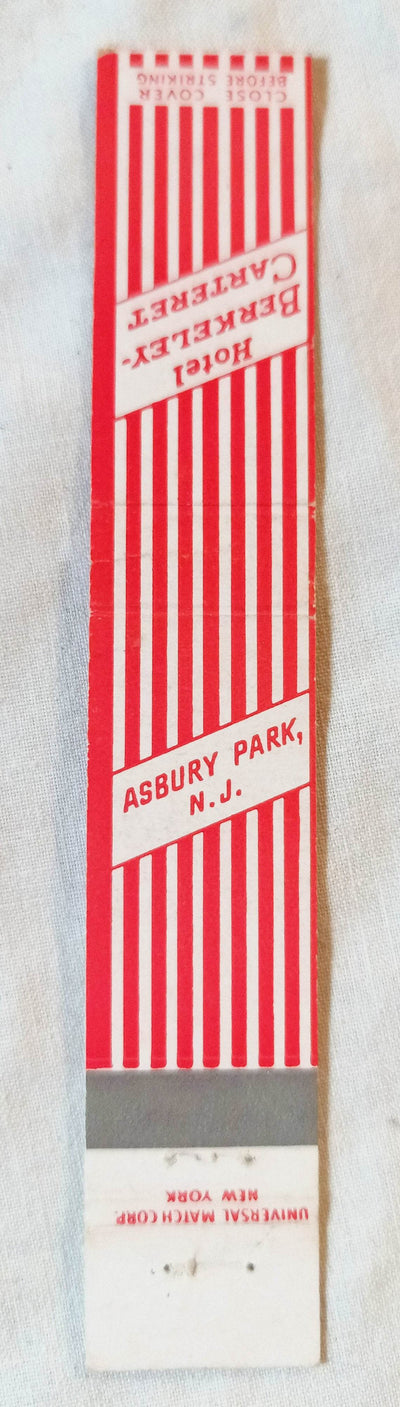 CLOSE COVER
BEFORE STRIKING
Hotel
BERKELEY-
CARTERET
ASBURY PARK,
N.J.
UNIVERSAL MATCH CORP.
NEW YORK